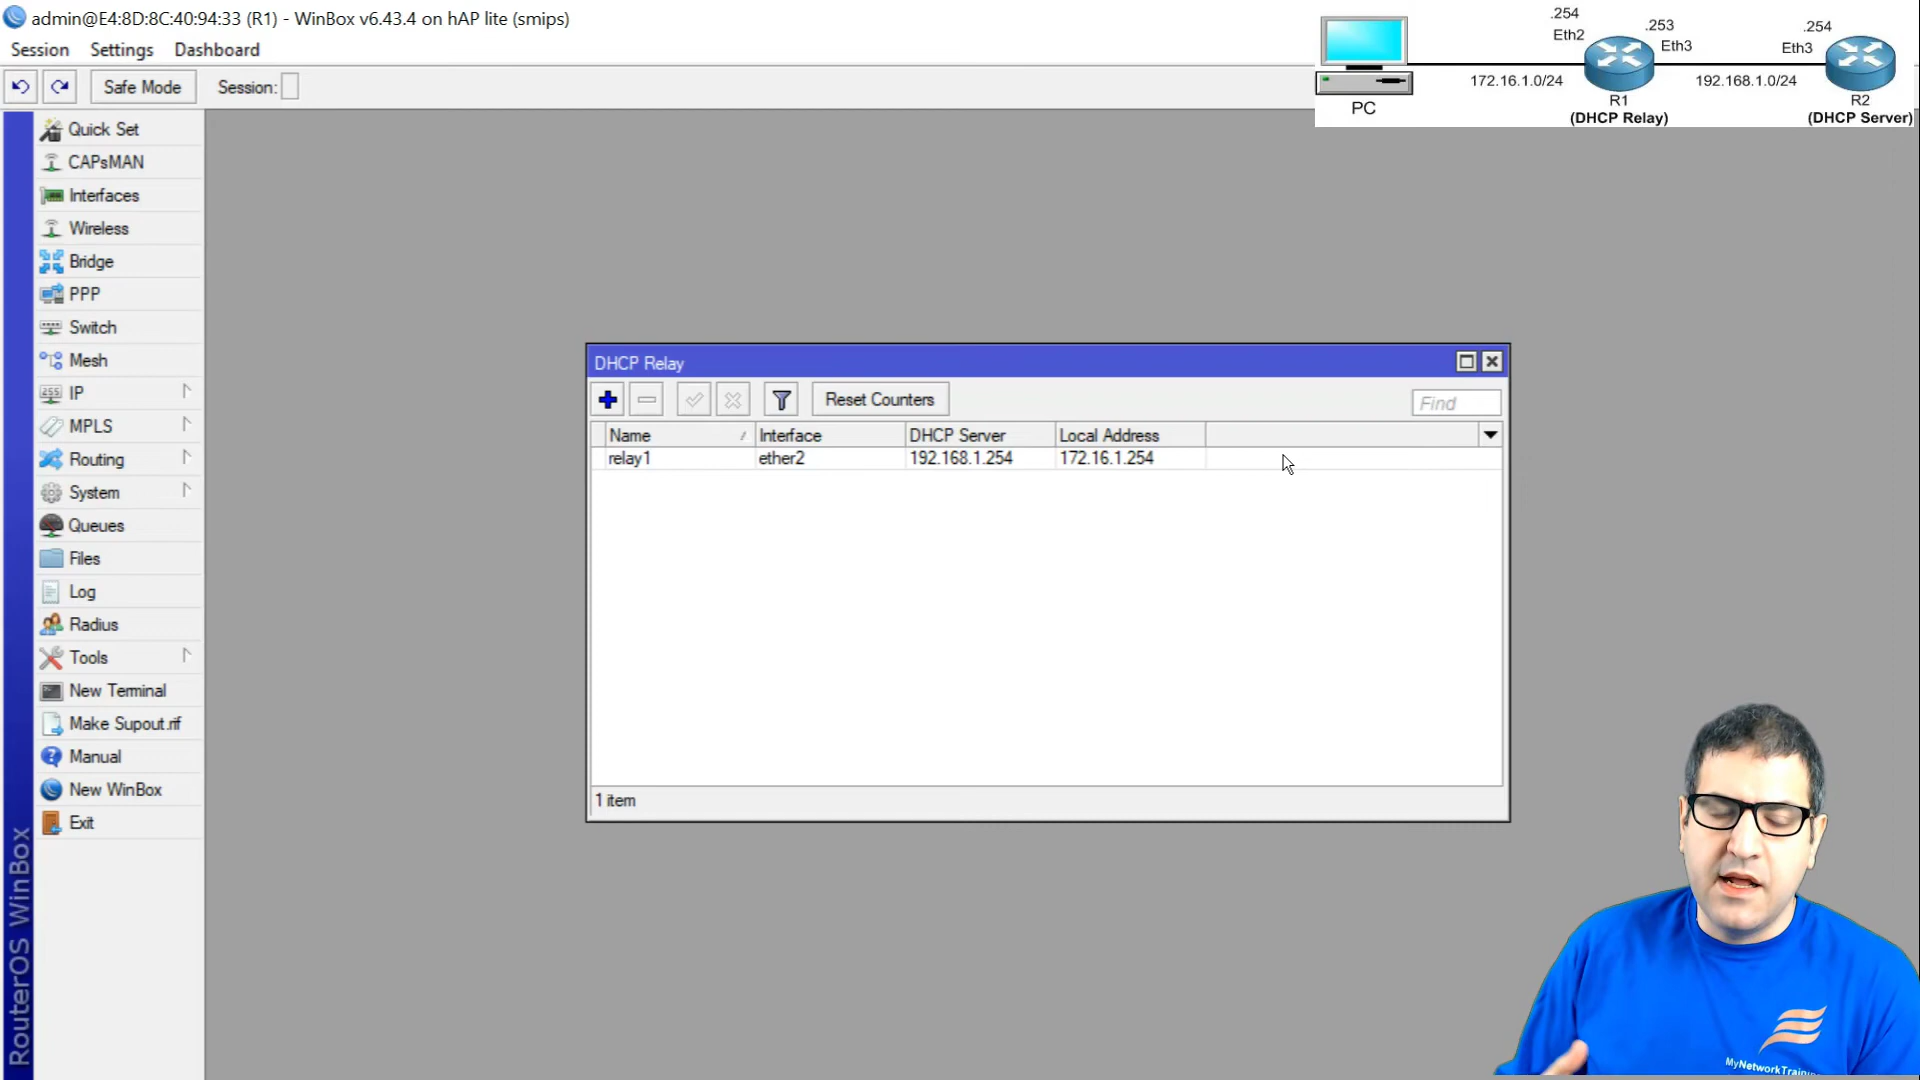 admin@E4:8D:8C:40:94:33 (R1) - WinBox v6.43.4 on hAP lite (smips)
Session Settings Dashboard
Safe Mode Session:
Quick Set
CAPsMAN
Interfaces
Wireless
Bridge
PPP
Switch
Mesh
IP
MPLS
Routing
System
Queues
Files
Log
Radius
Tools
New Terminal
Make Supout.rif
Manual
New WinBox
Exit
RouterOS WinBox
DHCP Relay
Reset Counters Find
Name Interface DHCP Server Local Address
relay1 ether2 192.168.1.254 172.16.1.254
1 item
.254
Eth2
.253
Eth3
.254
Eth3
172.16.1.0/24
192.168.1.0/24
PC
R1
(DHCP Relay)
R2
(DHCP Server)